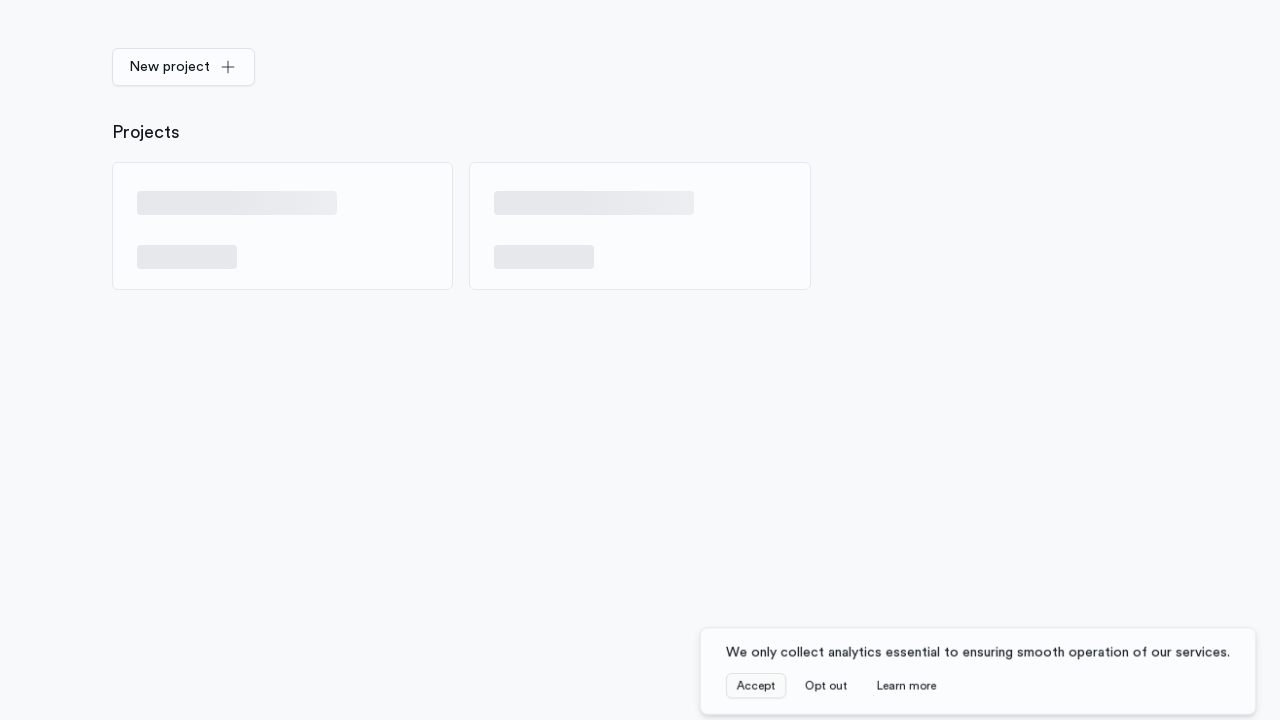 New project
Projects
We only collect analytics essential to ensuring smooth operation of our services.
Accept Opt out Learn more